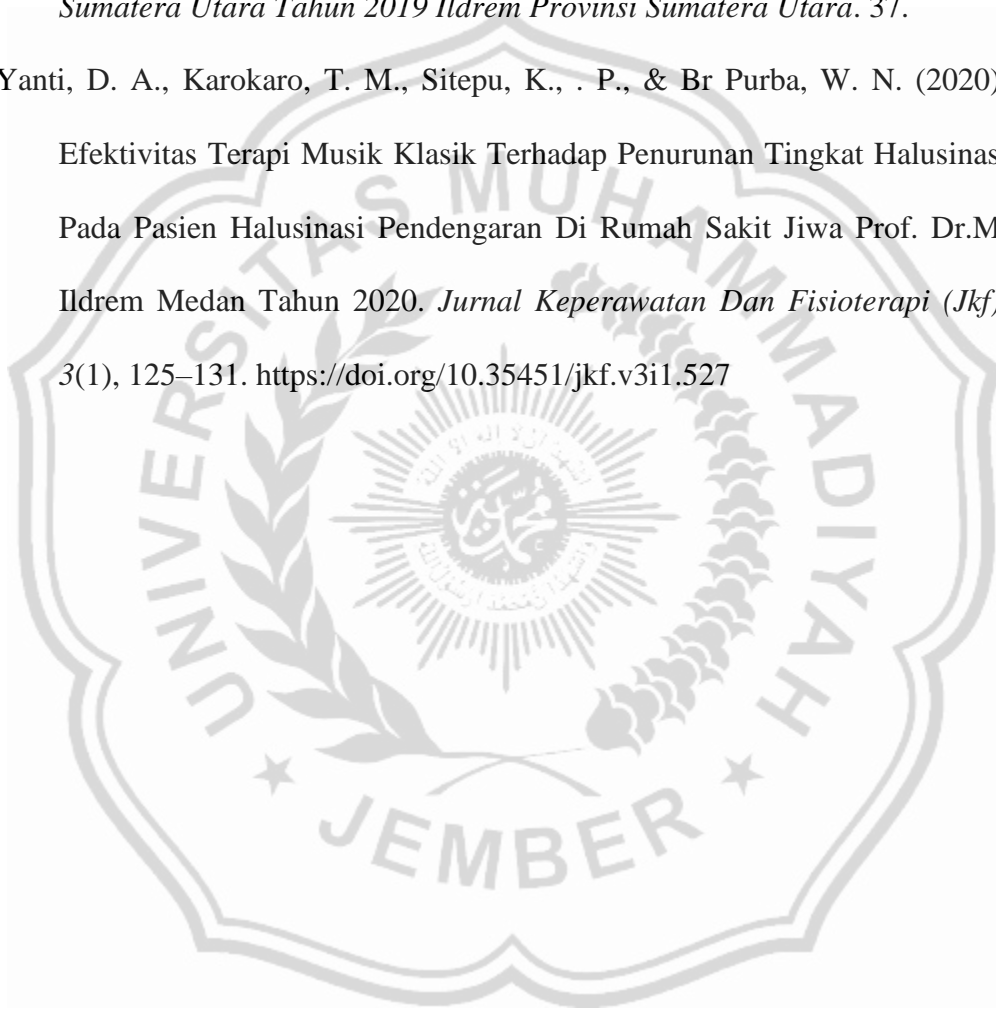 Sumatera Utara Tahun 2019 Ildrem Provinsi Sumatera Utara. 37.
Yanti, D. A., Karokaro, T. M., Sitepu, K., . P., & Br Purba, W. N. (2020)
Efektivitas Terapi Musik Klasik Terhadap Penurunan Tingkat Halusinas
Pada Pasien Halusinasi Pendengaran Di Rumah Sakit Jiwa Prof. Dr.M
Ildrem Medan Tahun 2020. Jurnal Keperawatan Dan Fisioterapi (Jkf)
3(1), 125–131. https://doi.org/10.35451/jkf.v3i1.527
UNIVERSITAS MUHAMMADIYAH
JEMBER